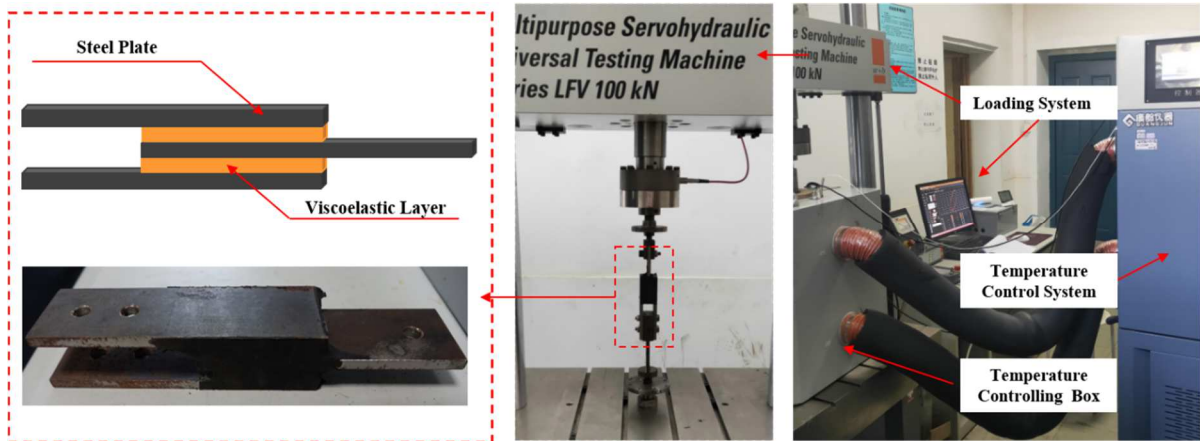 Steel Plate
Viscoelastic Layer
ltipurpose Servohydraulic
iversal Testing Machine
ries LFV 100 kN
e Servohydraulic
esting Machine
00 kN
Loading System
Temperature
Control System
Temperature
Controlling Box